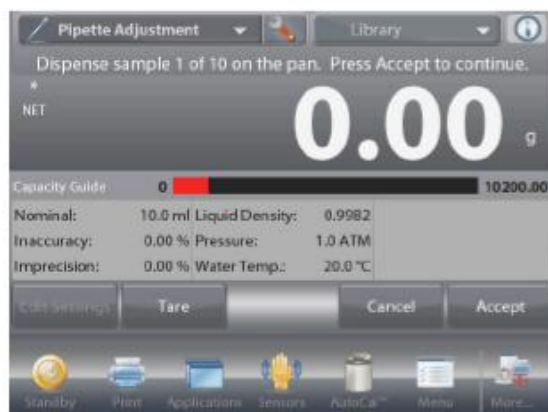 Pipette Adjustment Library
Dispense sample 1 of 10 on the pan. Press Accept to continue.
*
NET
0.00 g
Capacity Guide 0 10200.00
Nominal: 10.0 ml Liquid Density: 0.9982
Inaccuracy: 0.00 % Pressure: 1.0 ATM
Imprecision: 0.00 % Water Temp.: 20.0 °C
Edit Settings Tare Cancel Accept
Standby Print Applications Sensors AutoCal™ Menu More...